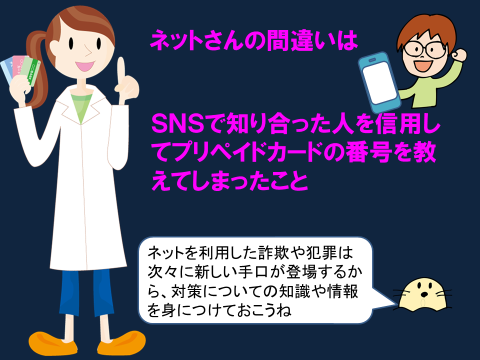 ネットさんの間違いは
ＳＮＳで知り合った人を信用し
てプリペイドカードの番号を教
えてしまったこと
ネットを利用した詐欺や犯罪は
次々に新しい手口が登場するか
ら、対策についての知識や情報
を身につけておこうね